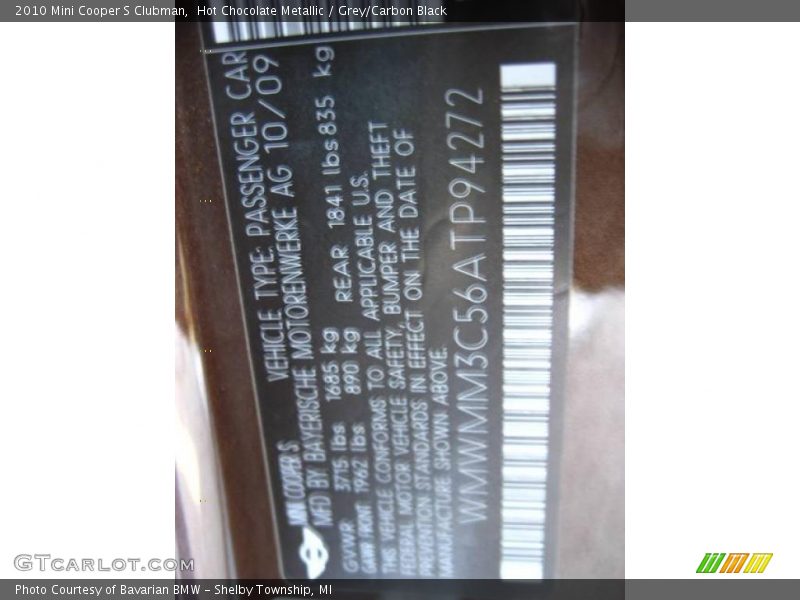 2010 Mini Cooper S Clubman, Hot Chocolate Metallic / Grey/Carbon Black
MINI COOPER S VEHICLE TYPE: PASSENGER CAR
MFD BY BAYERISCHE MOTORENWERKE AG 10/09
GVWR 3715 lbs 1685 kg
GAWR FRONT 1962 lbs 890 kg REAR 1841 lbs 835 kg
THIS VEHICLE CONFORMS TO ALL APPLICABLE U.S.
FEDERAL MOTOR VEHICLE SAFETY, BUMPER AND THEFT
PREVENTION STANDARDS IN EFFECT ON THE DATE OF
MANUFACTURE SHOWN ABOVE.
WMWMM3C56ATP94272
GTcarlot.com
Photo Courtesy of Bavarian BMW – Shelby Township, MI